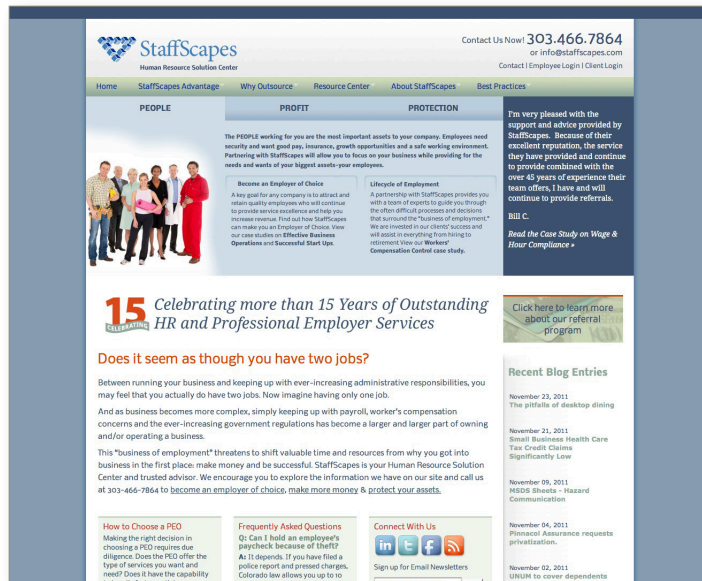 StaffScapes
Human Resource Solution Center
Contact Us Now! 303.466.7864
or info@staffscapes.com
Contact | Employee Login | Client Login
Home StaffScapes Advantage Why Outsource Resource Center About StaffScapes Best Practices
PEOPLE PROFIT PROTECTION
The PEOPLE working for you are the most important assets to your company. Employees need
security and want good pay, insurance, growth opportunities and a safe working environment.
Partnering with StaffScapes will allow you to focus on your business while providing for the
needs and wants of your biggest assets-your employees.
Become an Employer of Choice
A key goal for any company is to attract and
retain quality employees who will continue
to provide service excellence and help you
increase revenue. Find out how StaffScapes
can make you an Employer of Choice. View
our case studies on Effective Business
Operations and Successful Start Ups.
Lifecycle of Employment
A partnership with StaffScapes provides you
with a team of experts to guide you through
the often difficult processes and decisions
that surround the "business of employment."
We are invested in our clients' success and
will assist in everything from hiring to
retirement View our Workers'
Compensation Control case study.
I'm very pleased with the
support and advice provided by
StaffScapes. Because of their
excellent reputation, the service
they have provided and continue
to provide combined with the
over 45 years of experience their
team offers, I have and will
continue to provide referrals.
Bill C.
Read the Case Study on Wage &
Hour Compliance »
15
CELEBRATING
Celebrating more than 15 Years of Outstanding
HR and Professional Employer Services
Click here to learn more
about our referral
program
Does it seem as though you have two jobs?
Between running your business and keeping up with ever-increasing administrative responsibilities, you
may feel that you actually do have two jobs. Now imagine having only one job.
And as business becomes more complex, simply keeping up with payroll, worker's compensation
concerns and the ever-increasing government regulations has become a larger and larger part of owning
and/or operating a business.
This "business of employment" threatens to shift valuable time and resources from why you got into
business in the first place: make money and be successful. StaffScapes is your Human Resource Solution
Center and trusted advisor. We encourage you to explore the information we have on our site and call us
at 303-466-7864 to become an employer of choice, make more money & protect your assets.
Recent Blog Entries
November 23, 2011
The pitfalls of desktop dining
November 21, 2011
Small Business Health Care
Tax Credit Claims
Significantly Low
November 09, 2011
MSDS Sheets - Hazard
Communication
November 04, 2011
Pinnacol Assurance requests
privatization.
November 02, 2011
UNUM to cover dependents
How to Choose a PEO
Making the right decision in
choosing a PEO requires due
diligence. Does the PEO offer the
type of services you want and
need? Does it have the capability
Frequently Asked Questions
Q: Can I hold an employee's
paycheck because of theft?
A: It depends. If you have filed a
police report and pressed charges,
Colorado law allows you up to 10
Connect With Us
in t f
Sign up for Email Newsletters